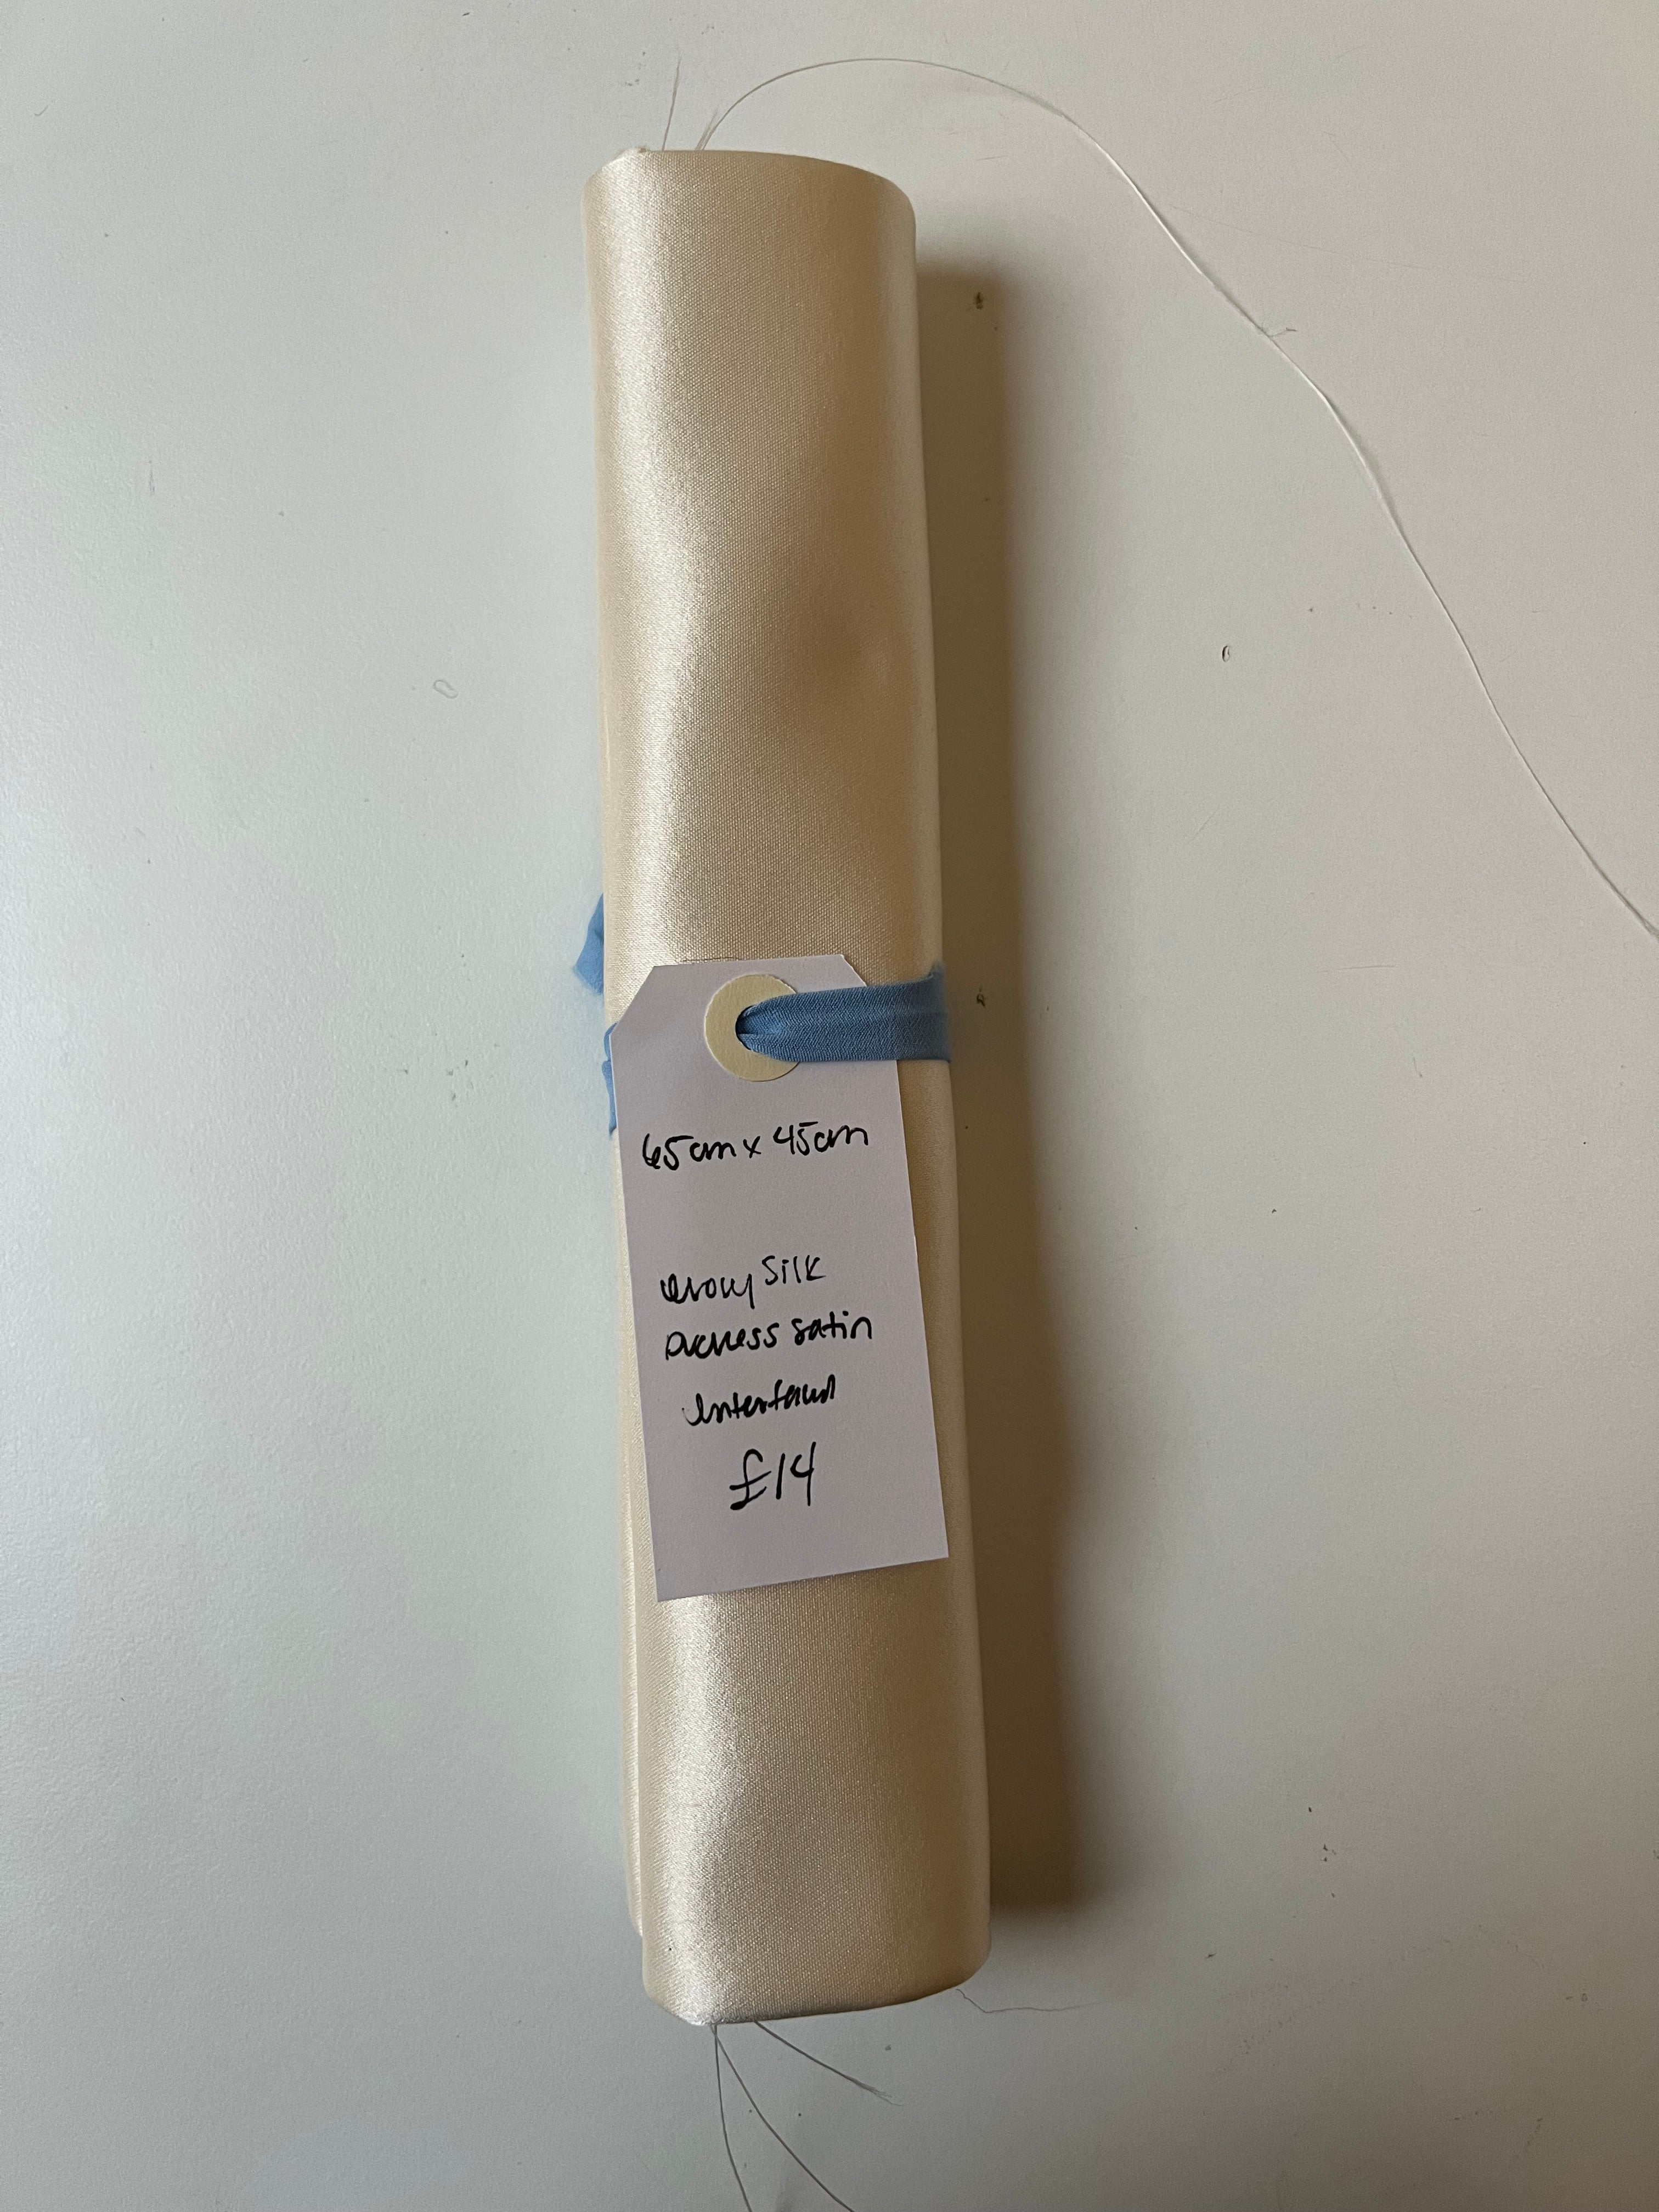 65cm x 45cm
Ivory Silk
Duchess Satin
Interfaced
£14